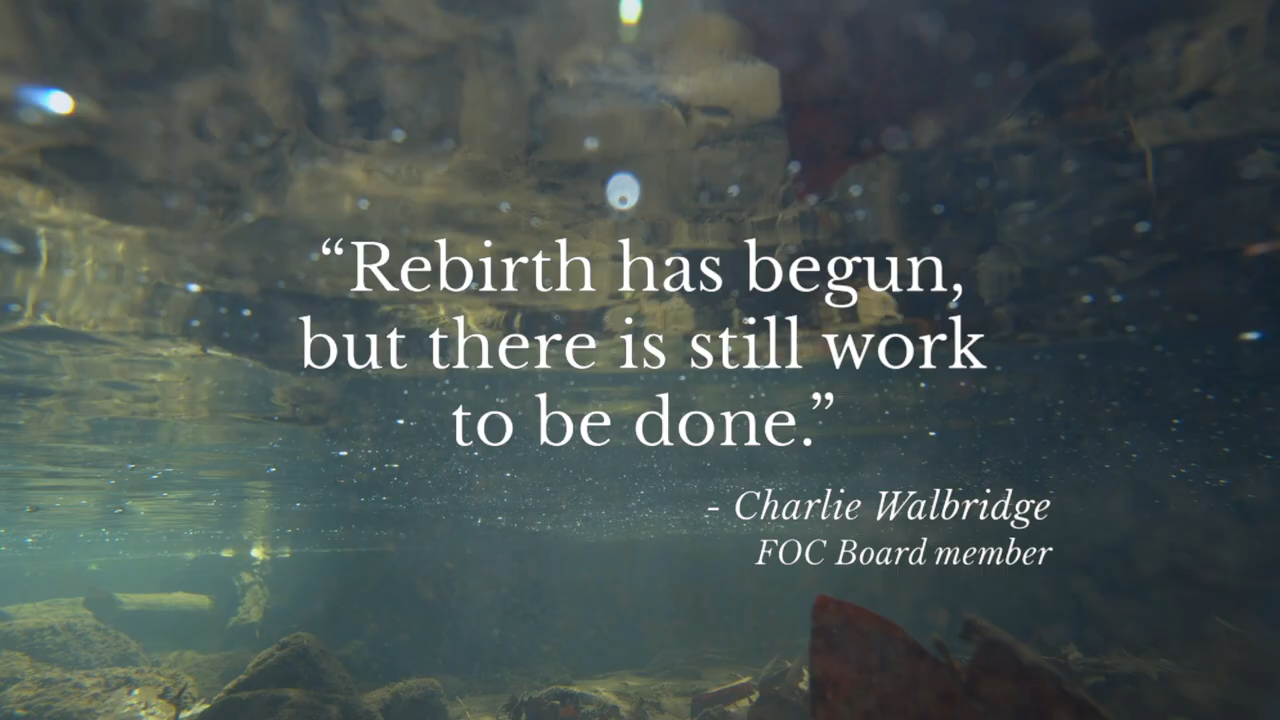 “Rebirth has begun,
but there is still work
to be done.”
- Charlie Walbridge
FOC Board member